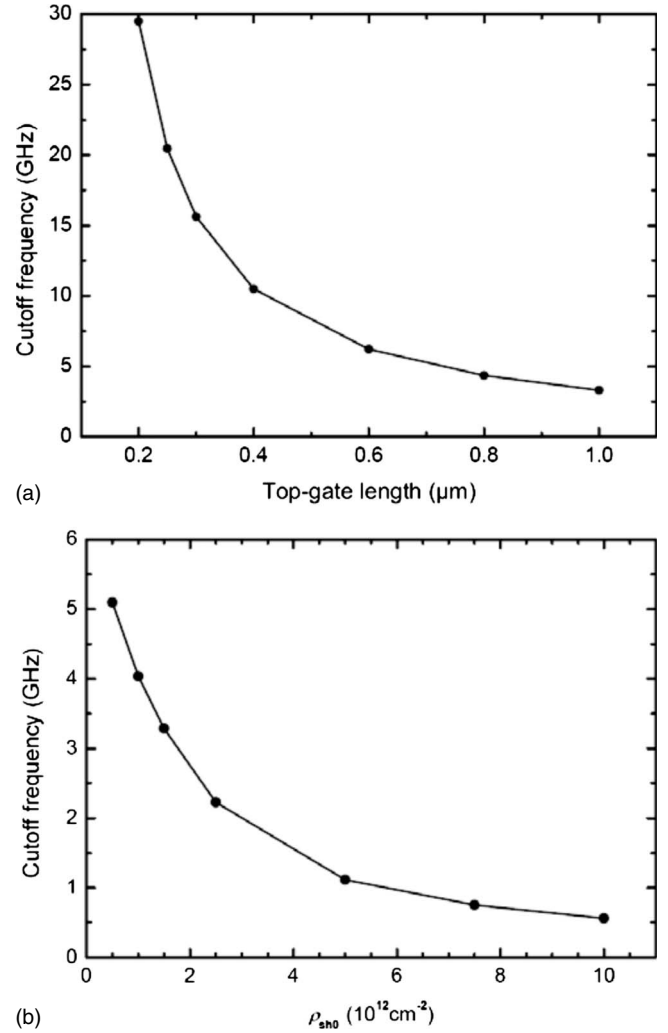 30
25
20
15
10
5
0
Cutoff frequency (GHz)
0.2 0.4 0.6 0.8 1.0
(a)
Top-gate length (µm)
6
5
4
3
2
1
0
Cutoff frequency (GHz)
0 2 4 6 8 10
(b)
ρsh0 (10¹²cm⁻²)